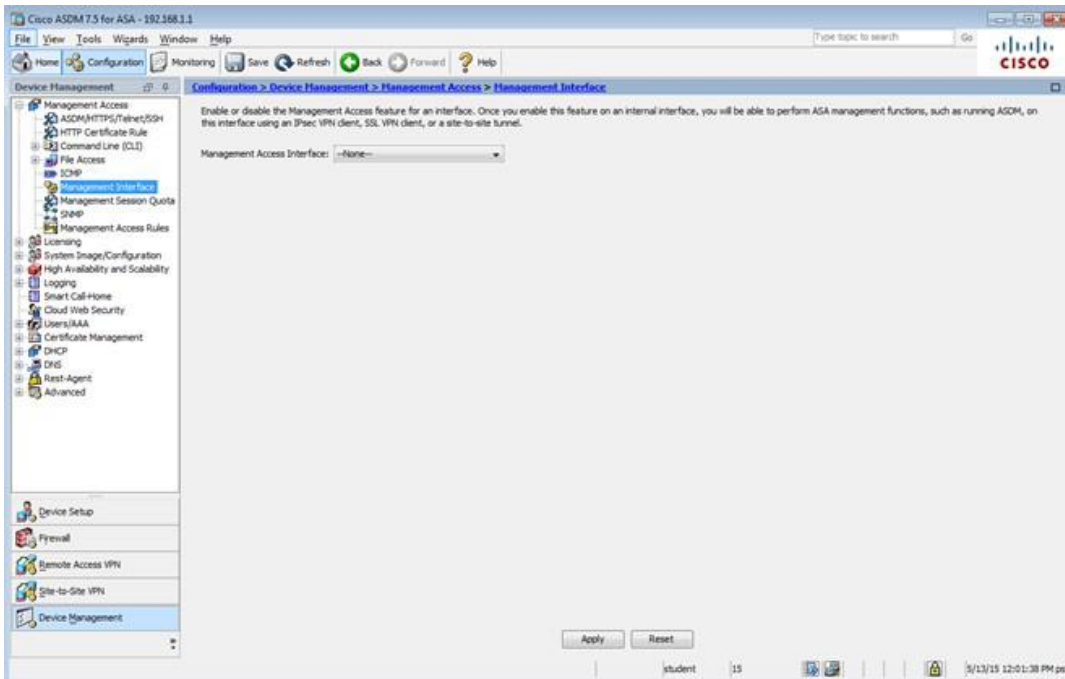 Cisco ASDM 7.5 for ASA - 192.168.1.1
File View Tools Wizards Window Help
Type topic to search Go
Home Configuration Monitoring Save Refresh Back Forward Help
CISCO
Device Management
Configuration > Device Management > Management Access > Management Interface
Management Access
ASDM/HTTPS/Telnet/SSH
HTTP Certificate Rule
Command Line (CLI)
File Access
ICMP
Management Interface
Management Session Quota
SNMP
Management Access Rules
Licensing
System Image/Configuration
High Availability and Scalability
Logging
Smart Call-Home
Cloud Web Security
Users/AAA
Certificate Management
DHCP
DNS
Rest-Agent
Advanced
Enable or disable the Management Access feature for an interface. Once you enable this feature on an internal interface, you will be able to perform ASA management functions, such as running ASDM, on
this interface using an IPsec VPN client, SSL VPN client, or a site-to-site tunnel.
Management Access Interface: --None--
Device Setup
Firewall
Remote Access VPN
Site-to-Site VPN
Device Management
Apply Reset
student 15 5/13/15 12:01:38 PM ps